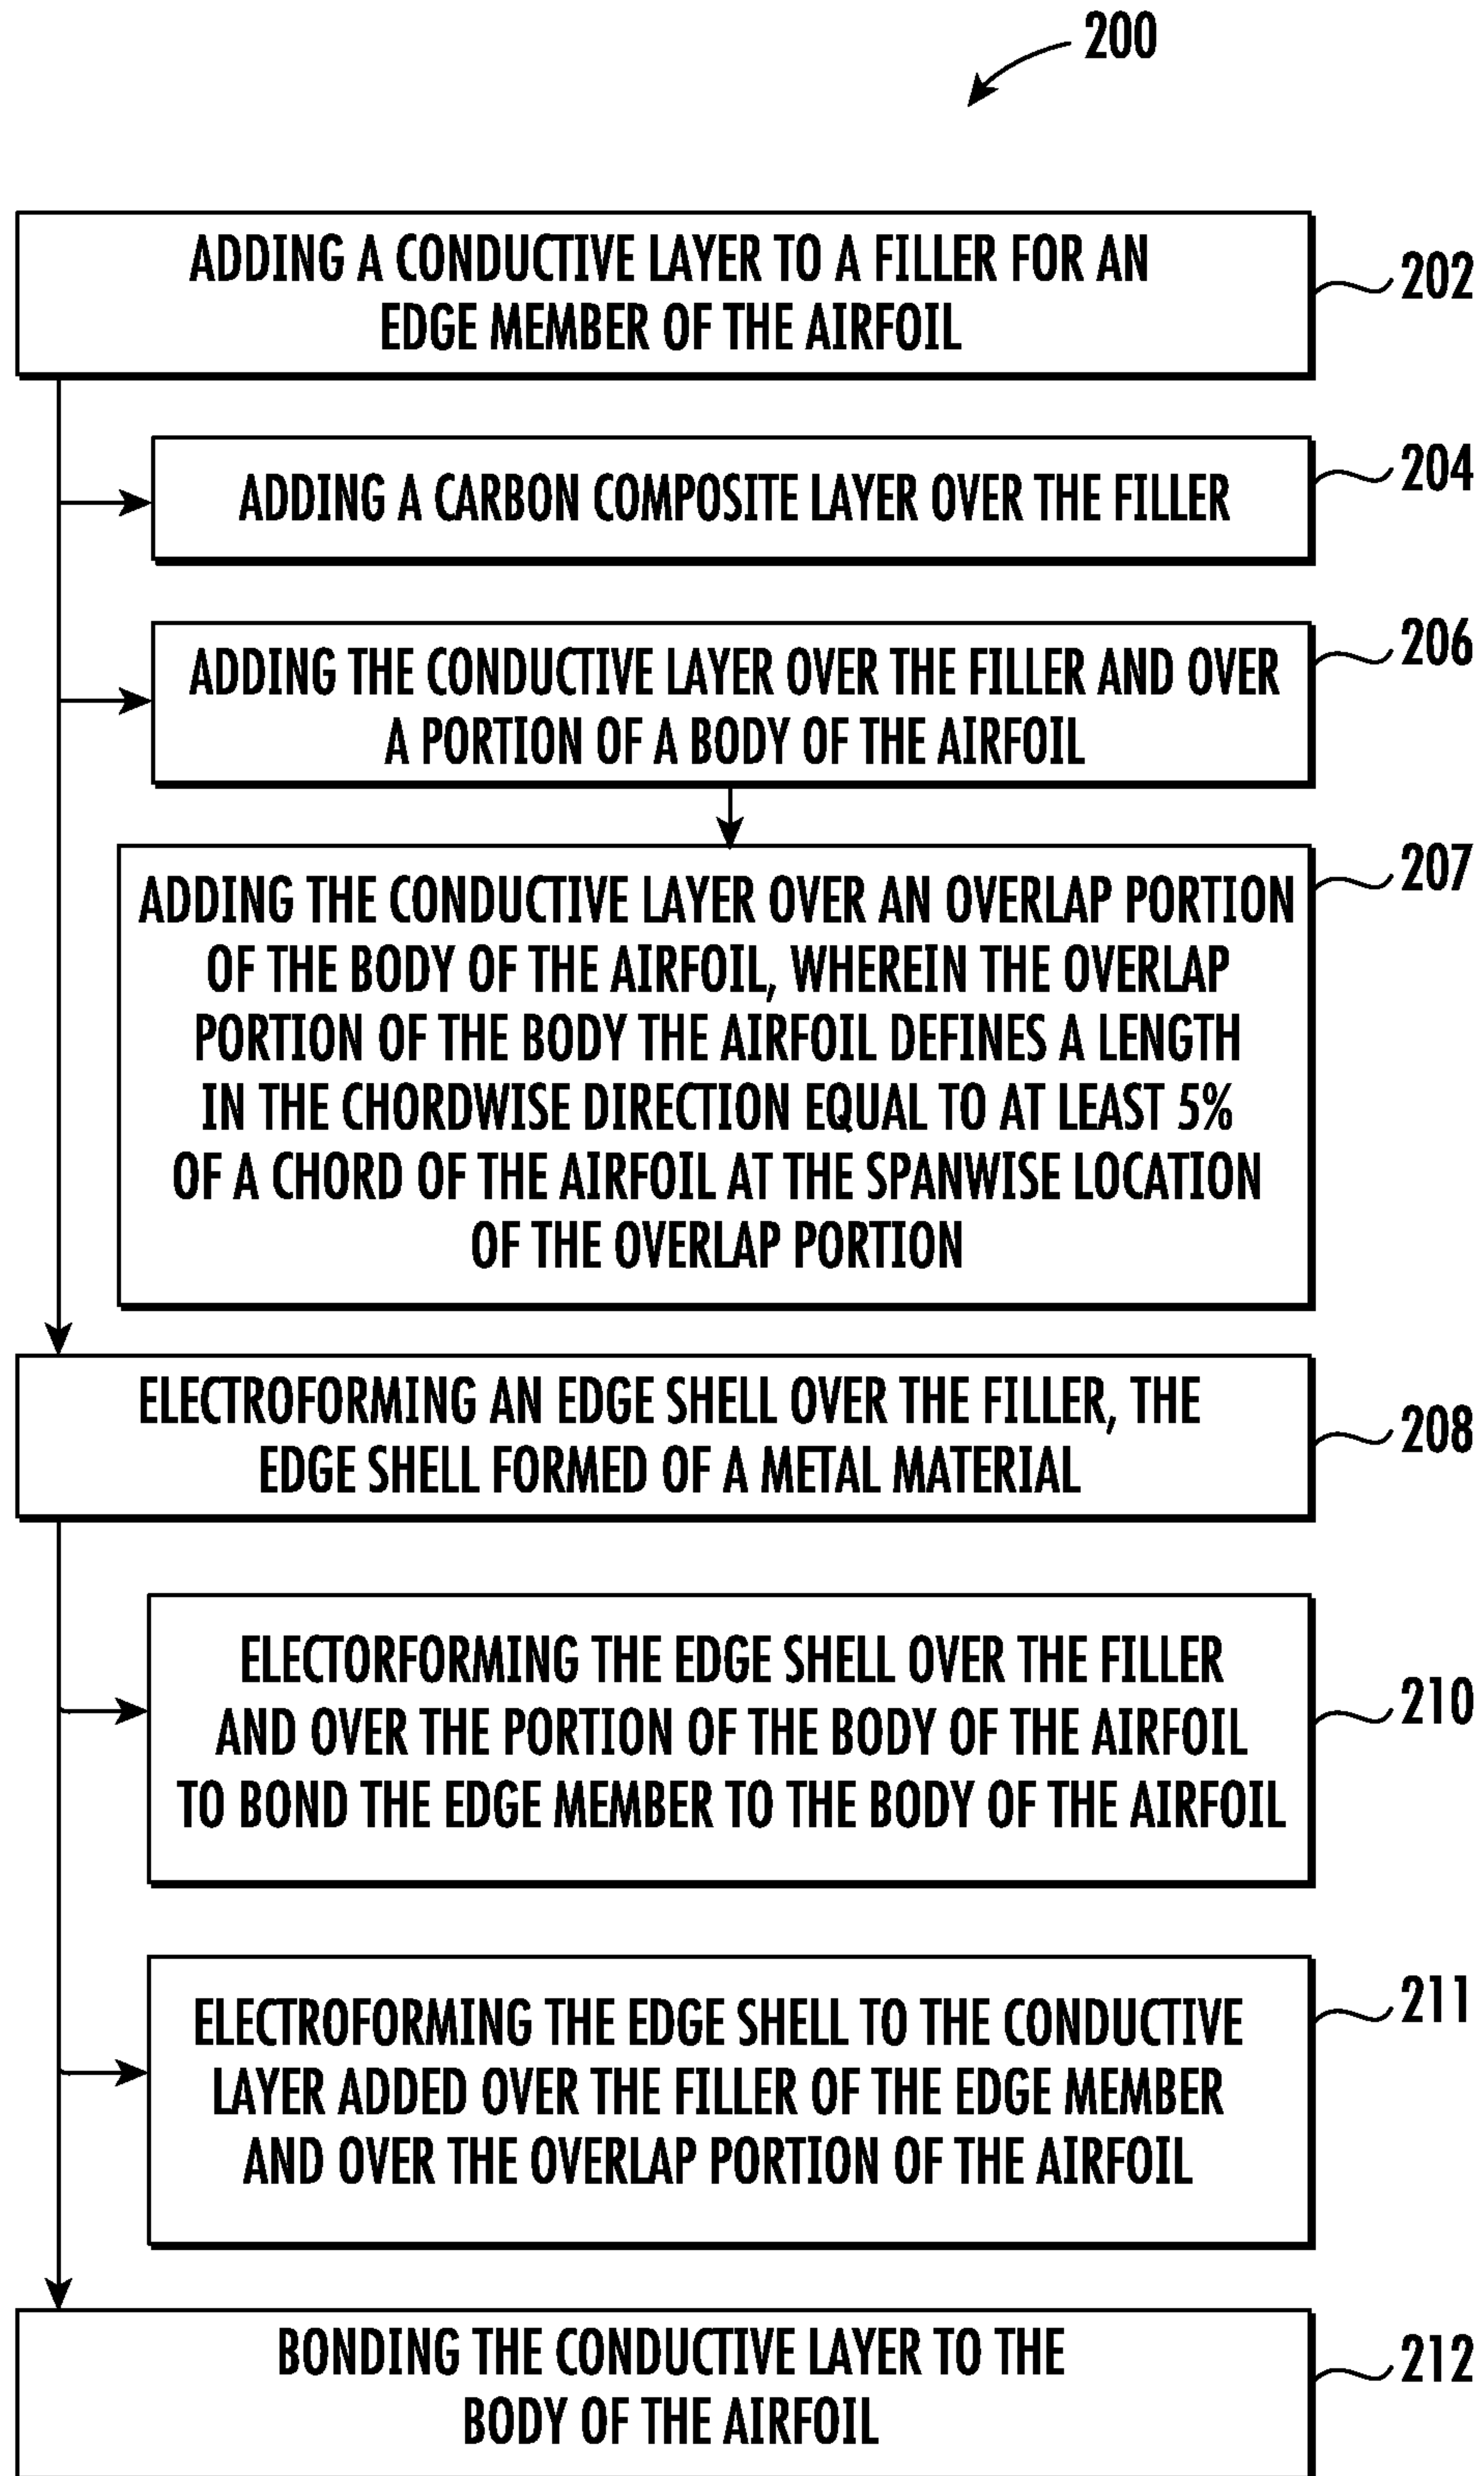 200
ADDING A CONDUCTIVE LAYER TO A FILLER FOR AN
EDGE MEMBER OF THE AIRFOIL
202
ADDING A CARBON COMPOSITE LAYER OVER THE FILLER
204
ADDING THE CONDUCTIVE LAYER OVER THE FILLER AND OVER
A PORTION OF A BODY OF THE AIRFOIL
206
ADDING THE CONDUCTIVE LAYER OVER AN OVERLAP PORTION
OF THE BODY OF THE AIRFOIL, WHEREIN THE OVERLAP
PORTION OF THE BODY THE AIRFOIL DEFINES A LENGTH
IN THE CHORDWISE DIRECTION EQUAL TO AT LEAST 5%
OF A CHORD OF THE AIRFOIL AT THE SPANWISE LOCATION
OF THE OVERLAP PORTION
207
ELECTROFORMING AN EDGE SHELL OVER THE FILLER, THE
EDGE SHELL FORMED OF A METAL MATERIAL
208
ELECTORFORMING THE EDGE SHELL OVER THE FILLER
AND OVER THE PORTION OF THE BODY OF THE AIRFOIL
TO BOND THE EDGE MEMBER TO THE BODY OF THE AIRFOIL
210
ELECTROFORMING THE EDGE SHELL TO THE CONDUCTIVE
LAYER ADDED OVER THE FILLER OF THE EDGE MEMBER
AND OVER THE OVERLAP PORTION OF THE AIRFOIL
211
BONDING THE CONDUCTIVE LAYER TO THE
BODY OF THE AIRFOIL
212